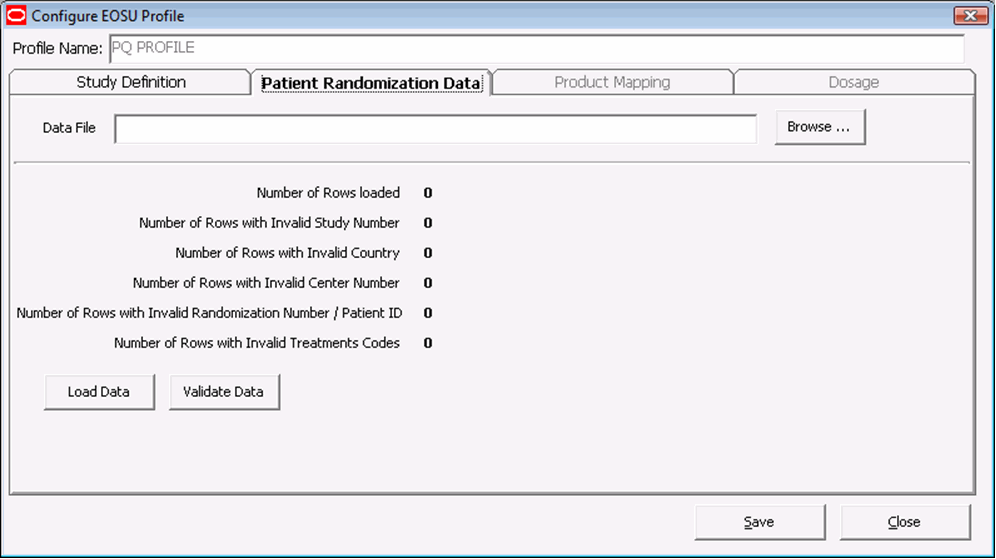 Configure EOSU Profile
Profile Name: PQ PROFILE
Study Definition Patient Randomization Data Product Mapping Dosage
Data File Browse ...
Number of Rows loaded 0
Number of Rows with Invalid Study Number 0
Number of Rows with Invalid Country 0
Number of Rows with Invalid Center Number 0
Number of Rows with Invalid Randomization Number / Patient ID 0
Number of Rows with Invalid Treatments Codes 0
Load Data Validate Data
Save Close